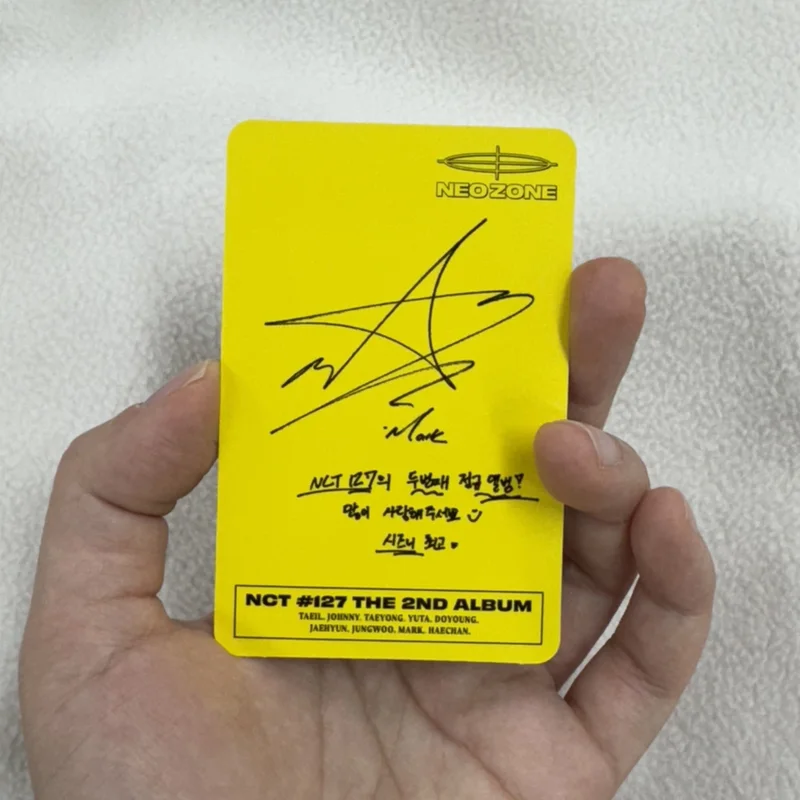 NEO ZONE
Mark
NCT 127의 두번째 정규 앨범!
많이 사랑해주세요 :)
시즈니 최고 ♥
NCT #127 THE 2ND ALBUM
TAEIL. JOHNNY. TAEYONG. YUTA. DOYOUNG.
JAEHYUN. JUNGWOO. MARK. HAECHAN.